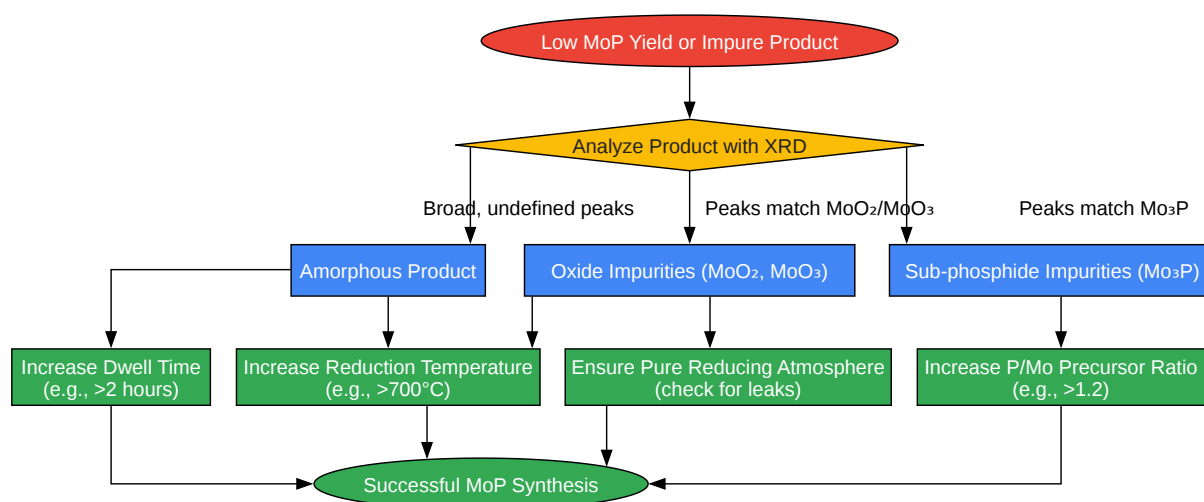 Low MoP Yield or Impure Product
Analyze Product with XRD
Broad, undefined peaks
Peaks match MoO₂/MoO₃
Peaks match Mo₃P
Amorphous Product
Oxide Impurities (MoO₂, MoO₃)
Sub-phosphide Impurities (Mo₃P)
Increase Dwell Time
(e.g., >2 hours)
Increase Reduction Temperature
(e.g., >700°C)
Ensure Pure Reducing Atmosphere
(check for leaks)
Increase P/Mo Precursor Ratio
(e.g., >1.2)
Successful MoP Synthesis